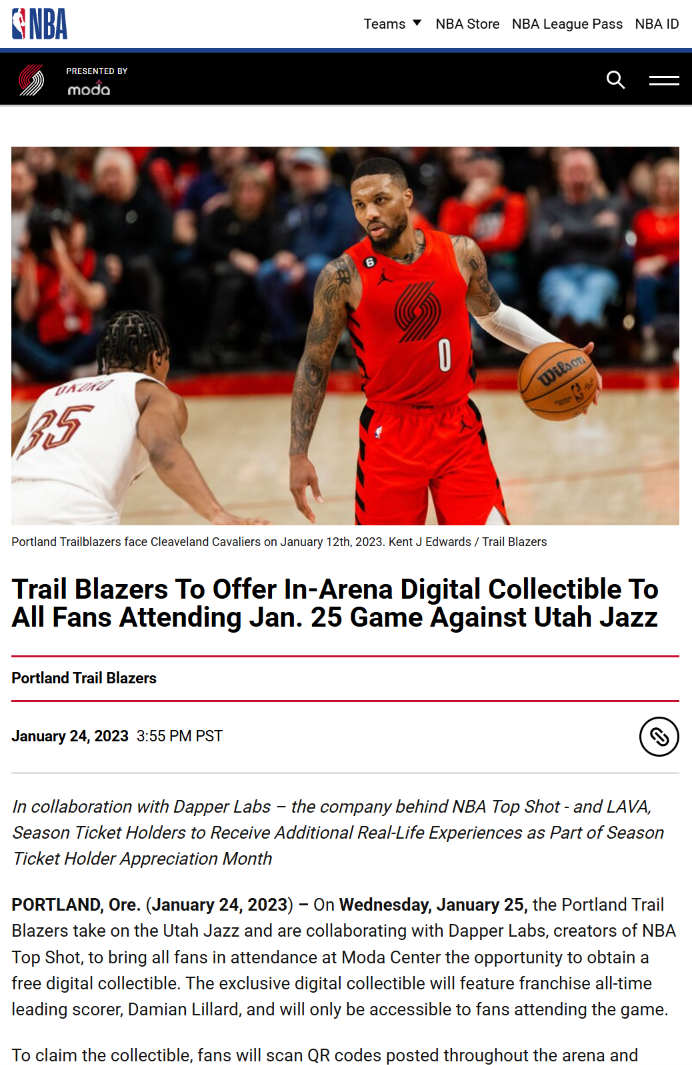 NBA
Teams
NBA Store
NBA League Pass
NBA ID
PRESENTED BY
moda
OKORO
35
6
0
Wilson
Portland Trailblazers face Cleaveland Cavaliers on January 12th, 2023. Kent J Edwards / Trail Blazers
Trail Blazers To Offer In-Arena Digital Collectible To
All Fans Attending Jan. 25 Game Against Utah Jazz
Portland Trail Blazers
January 24, 2023 3:55 PM PST
In collaboration with Dapper Labs – the company behind NBA Top Shot - and LAVA,
Season Ticket Holders to Receive Additional Real-Life Experiences as Part of Season
Ticket Holder Appreciation Month
PORTLAND, Ore. (January 24, 2023) – On Wednesday, January 25, the Portland Trail
Blazers take on the Utah Jazz and are collaborating with Dapper Labs, creators of NBA
Top Shot, to bring all fans in attendance at Moda Center the opportunity to obtain a
free digital collectible. The exclusive digital collectible will feature franchise all-time
leading scorer, Damian Lillard, and will only be accessible to fans attending the game.
To claim the collectible, fans will scan QR codes posted throughout the arena and